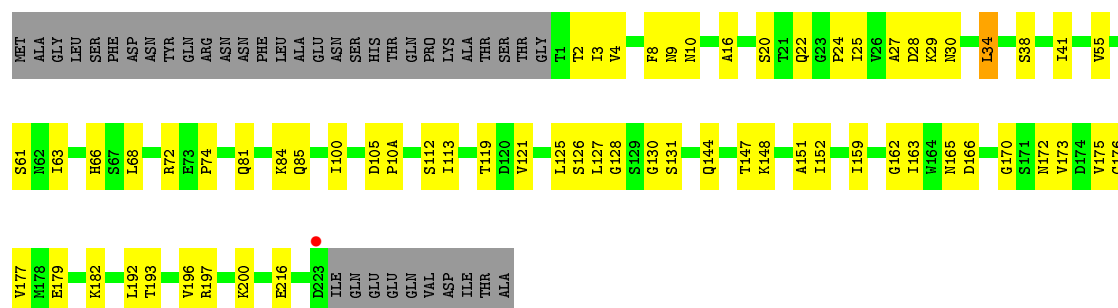 MET ALA GLY LEU SER PHE ASP ASN TYR GLN ARG ASN ASN PHE LEU ALA GLU ASN SER HIS THR GLN PRO LYS ALA THR SER THR GLY T1 T2 I3 V4 F8 N9 N10 A16 S20 T21 Q22 G23 P24 I25 V26 A27 D28 K29 N30 L34 S38 I41 V55
S61 N62 I63 H66 S67 L68 R72 E73 P74 Q81 K84 Q85 I100 D105 P10A S112 I113 T119 D120 V121 L125 S126 L127 G128 S129 G130 S131 Q144 T147 K148 A151 I152 I159 G162 I163 W164 N165 D166 G170 S171 N172 V173 D174 V175
V177 M178 E179 K182 L192 T193 V196 R197 K200 E216 D223 ILE GLN GLU GLU GLN VAL ASP ILE THR ALA